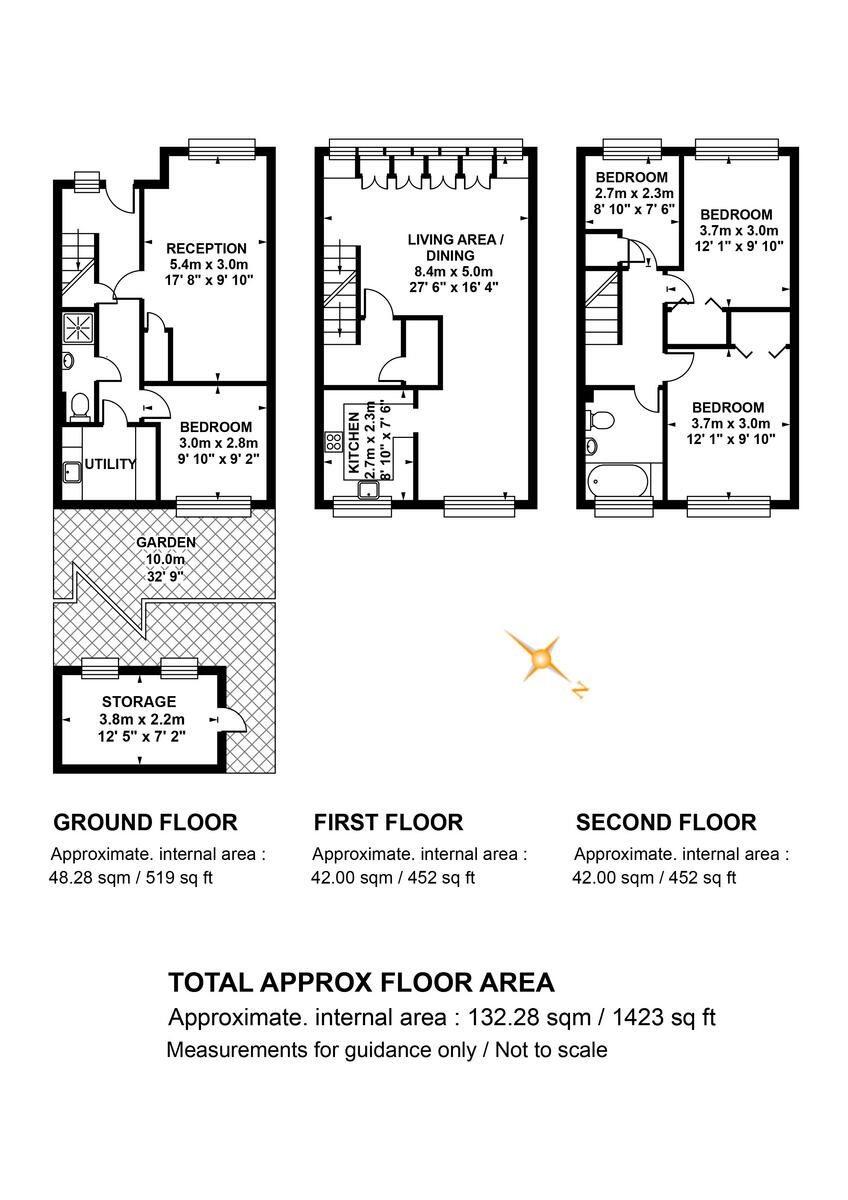 RECEPTION
5.4m x 3.0m
17' 8" x 9' 10"
BEDROOM
3.0m x 2.8m
9' 10" x 9' 2"
UTILITY
GARDEN
10.0m
32' 9"
STORAGE
3.8m x 2.2m
12' 5" x 7' 2"
LIVING AREA /
DINING
8.4m x 5.0m
27' 6" x 16' 4"
KITCHEN
2.7m x 2.3m
8' 10" x 7' 6"
BEDROOM
2.7m x 2.3m
8' 10" x 7' 6"
BEDROOM
3.7m x 3.0m
12' 1" x 9' 10"
BEDROOM
3.7m x 3.0m
12' 1" x 9' 10"
N
GROUND FLOOR
Approximate. internal area :
48.28 sqm / 519 sq ft
FIRST FLOOR
Approximate. internal area :
42.00 sqm / 452 sq ft
SECOND FLOOR
Approximate. internal area :
42.00 sqm / 452 sq ft
TOTAL APPROX FLOOR AREA
Approximate. internal area : 132.28 sqm / 1423 sq ft
Measurements for guidance only / Not to scale